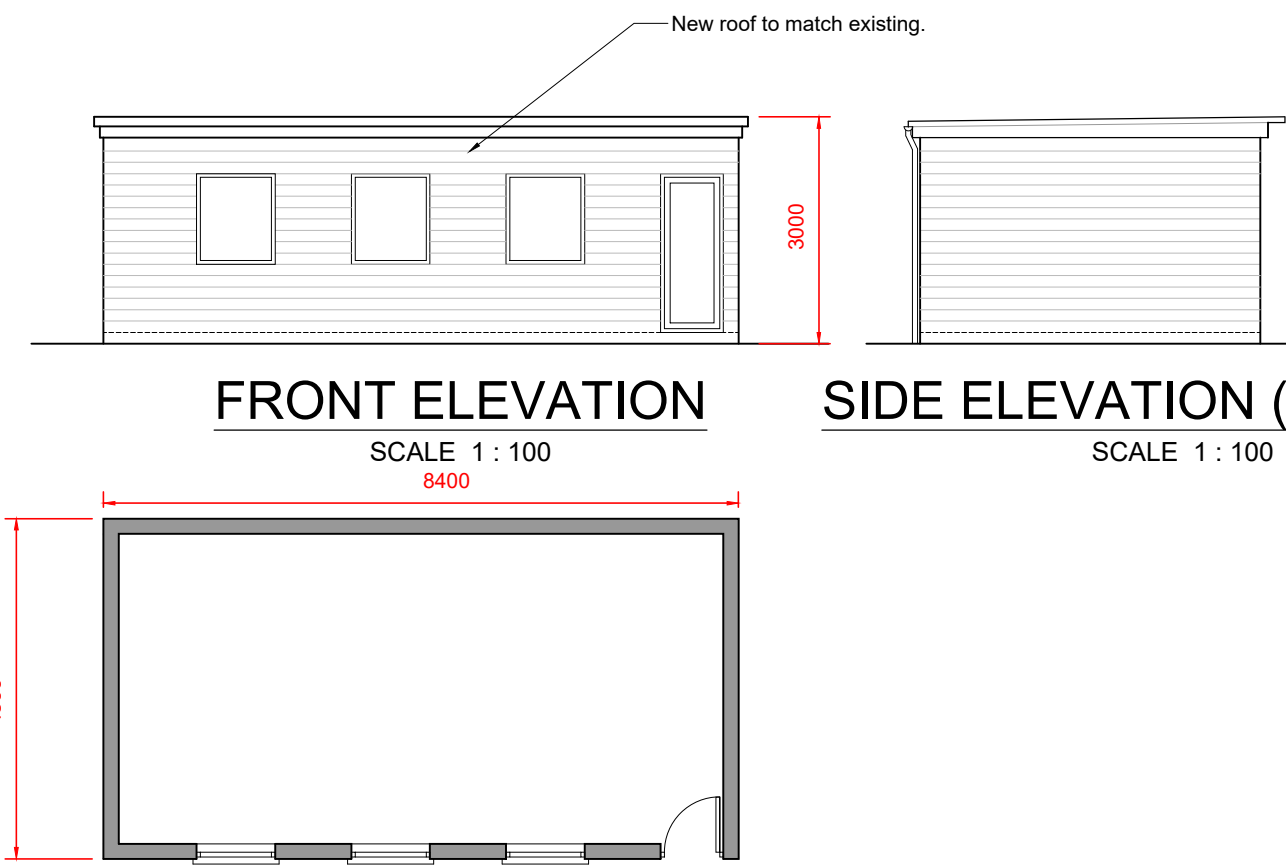 New roof to match existing.
3000
FRONT ELEVATION
SCALE 1 : 100
SIDE ELEVATION (
SCALE 1 : 100
8400